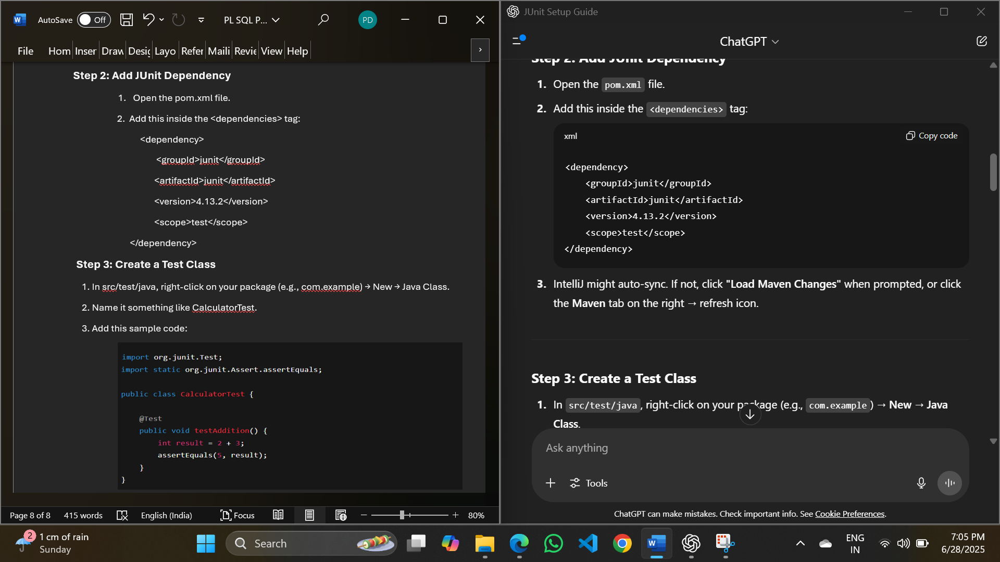 AutoSave Off PL SQL P... PD
File Hom Inser Draw Desig Layo Refer Maili Revie View Help
Step 2: Add JUnit Dependency
1. Open the pom.xml file.
2. Add this inside the <dependencies> tag:
<dependency>
<groupId>junit</groupId>
<artifactId>junit</artifactId>
<version>4.13.2</version>
<scope>test</scope>
</dependency>
Step 3: Create a Test Class
1. In src/test/java, right-click on your package (e.g., com.example) → New → Java Class.
2. Name it something like CalculatorTest.
3. Add this sample code:
import org.junit.Test;
import static org.junit.Assert.assertEquals;
public class CalculatorTest {
@Test
public void testAddition() {
int result = 2 + 3;
assertEquals(5, result);
}
}
Page 8 of 8 415 words English (India) Focus 80%
JUnit Setup Guide
ChatGPT
Step 2: Add JUnit Dependency
1. Open the pom.xml file.
2. Add this inside the <dependencies> tag:
xml Copy code
<dependency>
<groupId>junit</groupId>
<artifactId>junit</artifactId>
<version>4.13.2</version>
<scope>test</scope>
</dependency>
3. IntelliJ might auto-sync. If not, click "Load Maven Changes" when prompted, or click
the Maven tab on the right → refresh icon.
Step 3: Create a Test Class
1. In src/test/java, right-click on your package (e.g., com.example) → New → Java
Class.
Ask anything
Tools
ChatGPT can make mistakes. Check important info. See Cookie Preferences.
2 1 cm of rain
Sunday
Search
ENG
IN
7:05 PM
6/28/2025